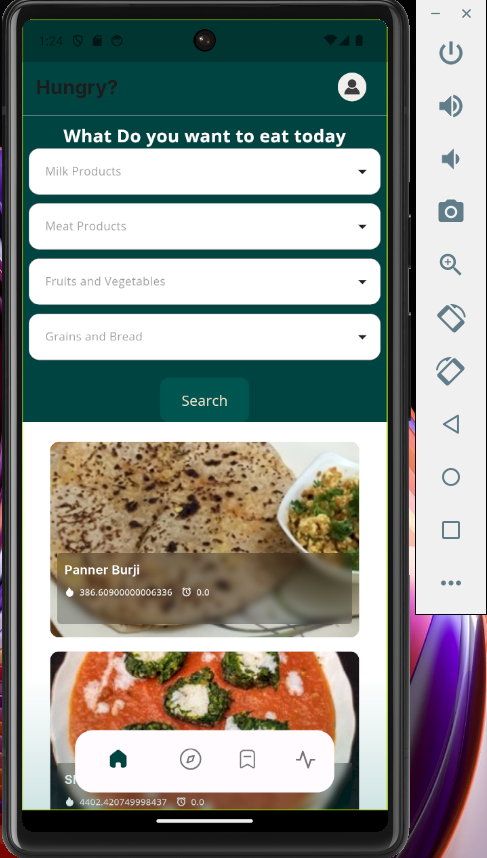 1:24
Hungry?
What Do you want to eat today
Milk Products
Meat Products
Fruits and Vegetables
Grains and Bread
Search
Panner Burji
386.60900000006336 0.0
4402.420749998437 0.0